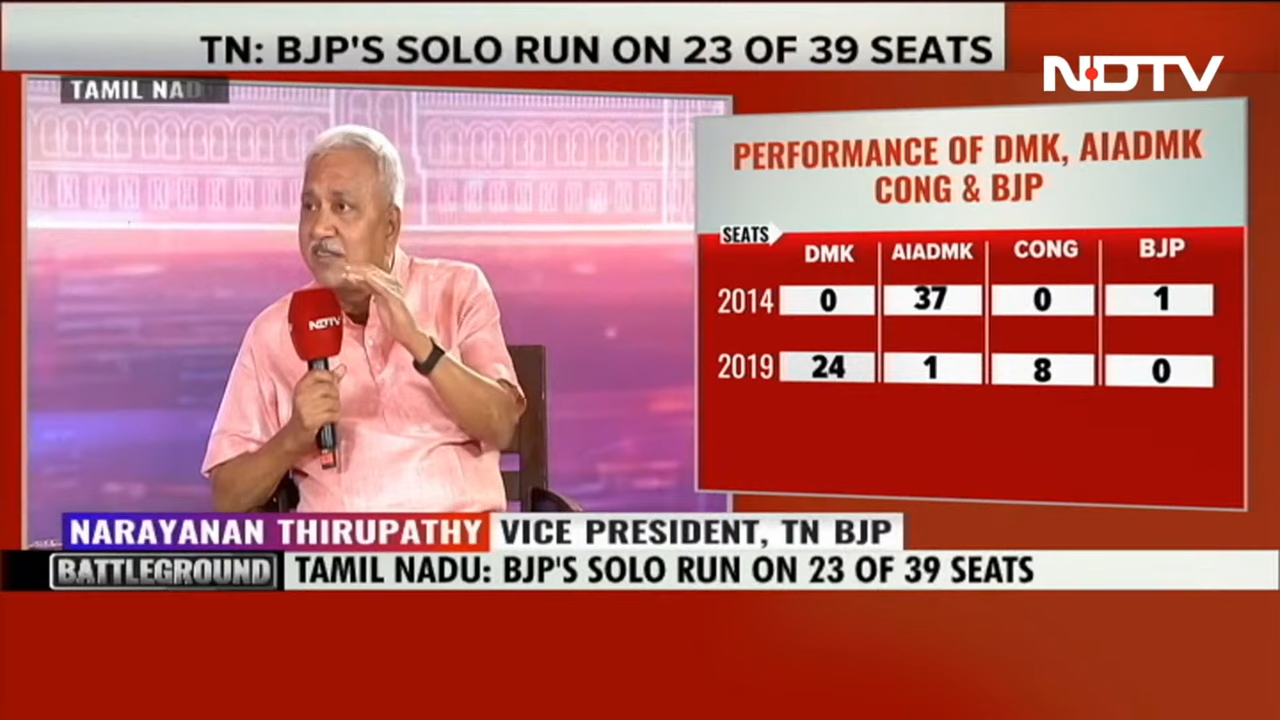 TN: BJP'S SOLO RUN ON 23 OF 39 SEATS
NDTV
TAMIL NAD
PERFORMANCE OF DMK, AIADMK
CONG & BJP
SEATS
DMK AIADMK CONG BJP
2014 0 37 0 1
2019 24 1 8 0
NDTV
NARAYANAN THIRUPATHY VICE PRESIDENT, TN BJP
BATTLEGROUND TAMIL NADU: BJP'S SOLO RUN ON 23 OF 39 SEATS